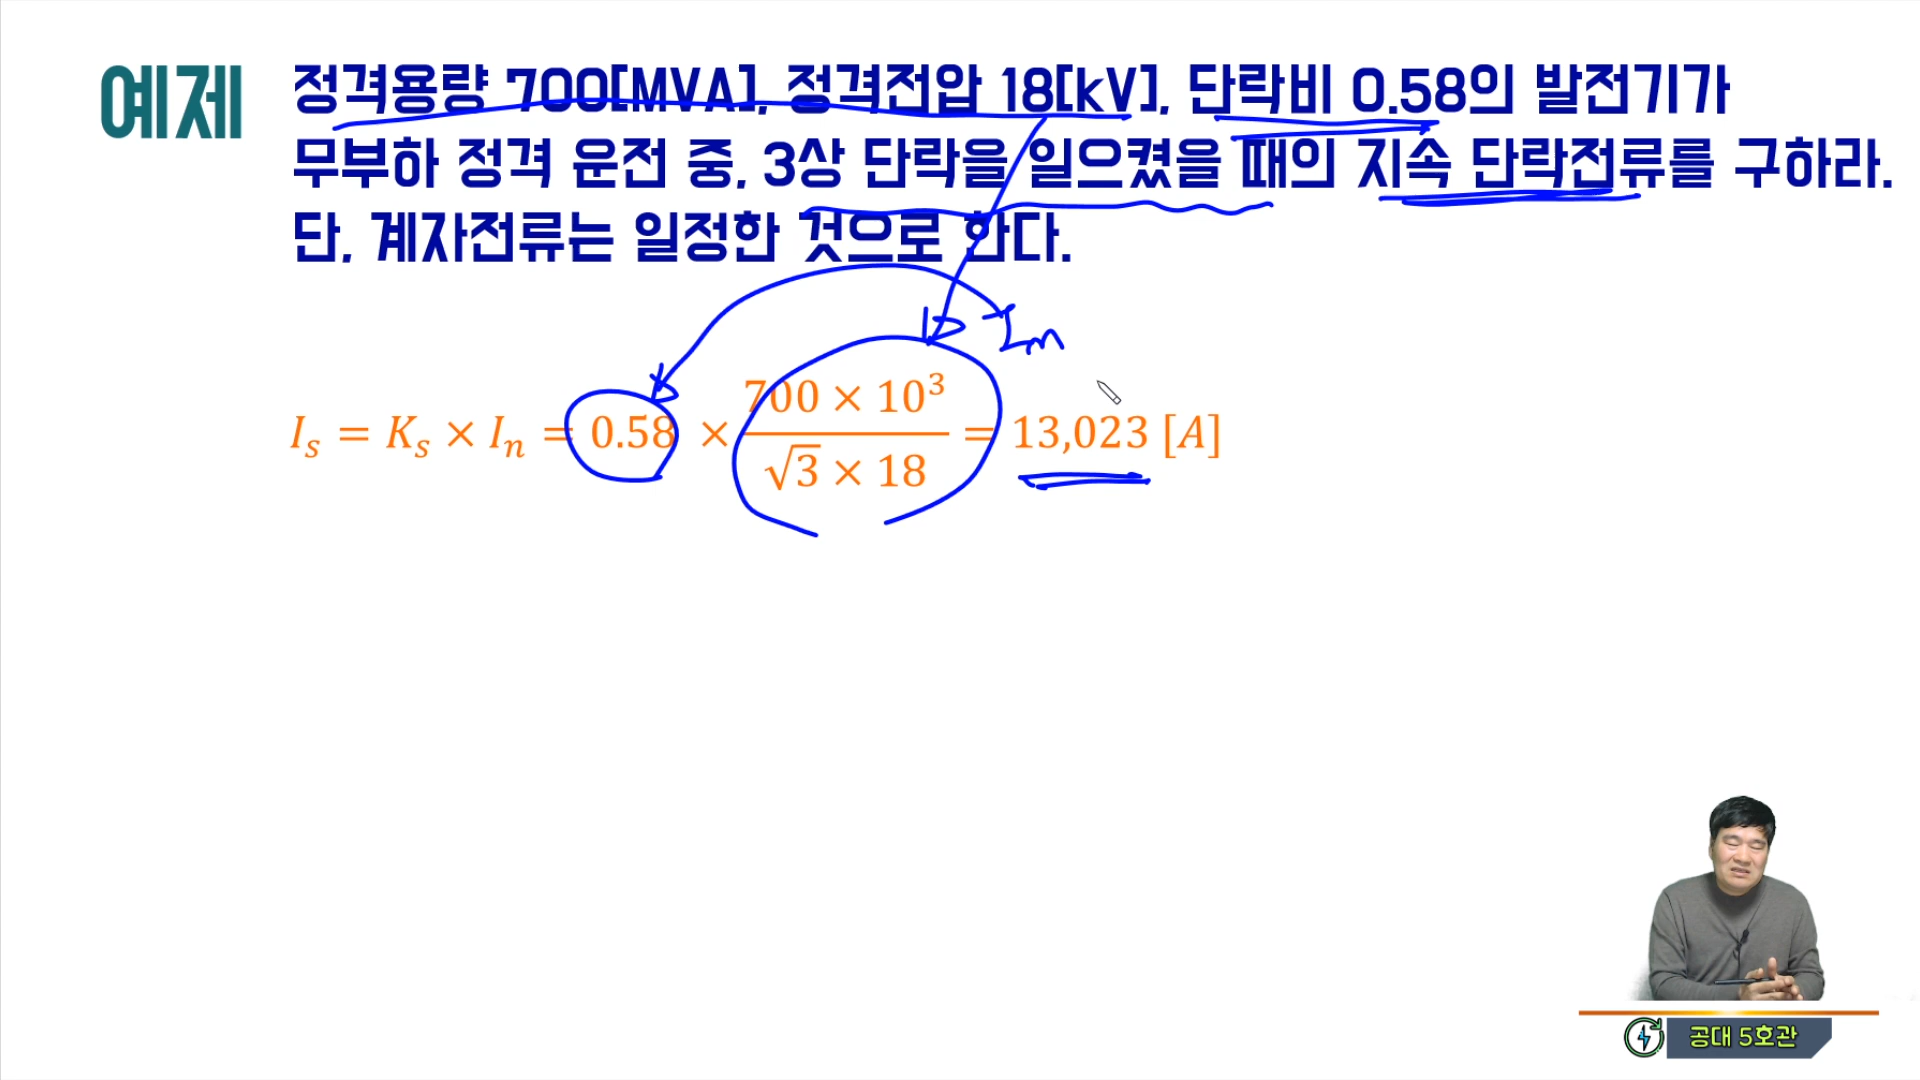 예제
정격용량 700[MVA], 정격전압 18[kV], 단락비 0.58의 발전기가
무부하 정격 운전 중, 3상 단락을 일으켰을 때의 지속 단락전류를 구하라.
단, 계자전류는 일정한 것으로 한다.
In
I_s = K_s × I_n = 0.58 × (700 × 10³)/(√3 × 18) = 13,023 [A]
공대 5호관